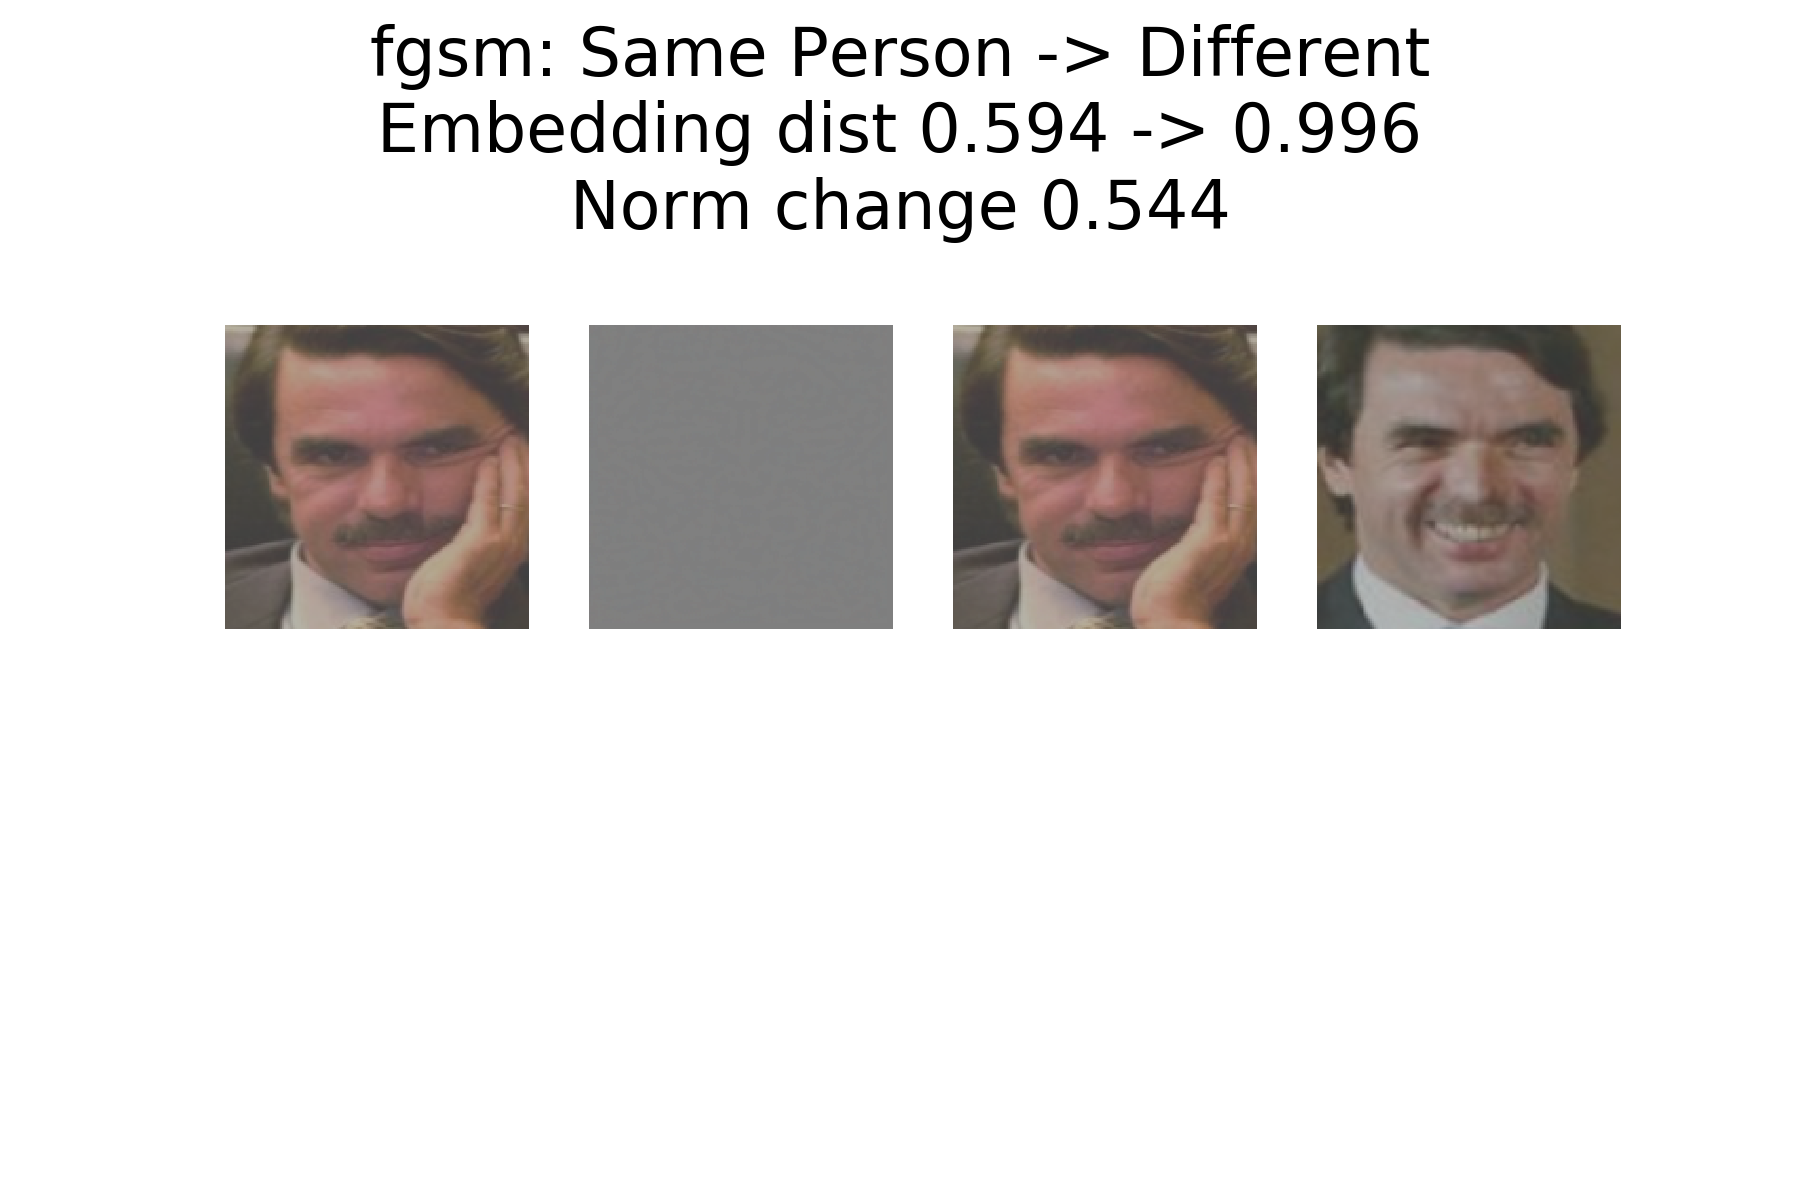 fgsm: Same Person -> Different
Embedding dist 0.594 -> 0.996
Norm change 0.544